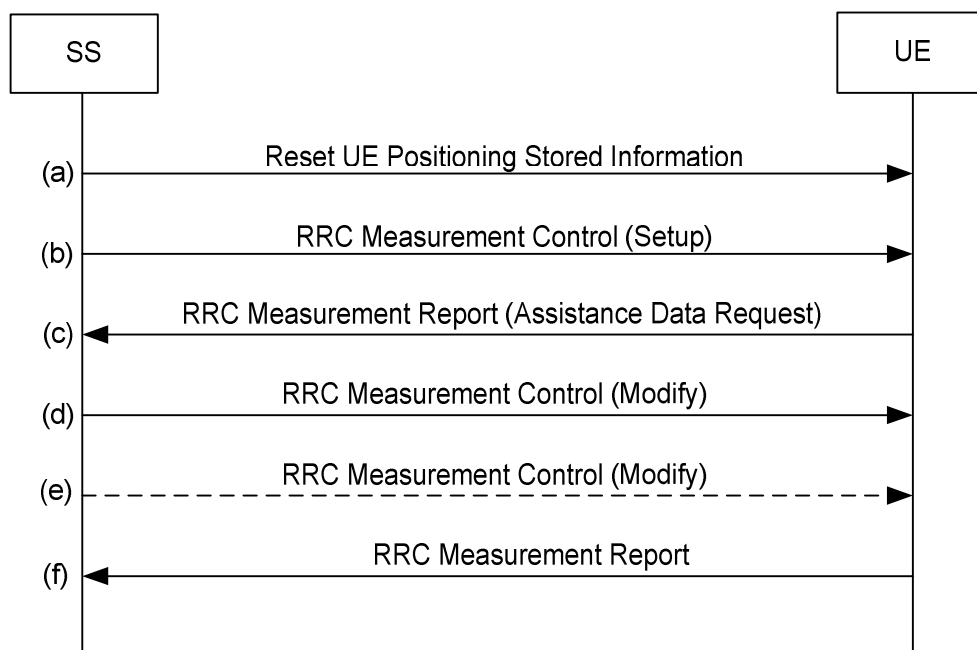 SS
UE
(a) Reset UE Positioning Stored Information
(b) RRC Measurement Control (Setup)
(c) RRC Measurement Report (Assistance Data Request)
(d) RRC Measurement Control (Modify)
(e) RRC Measurement Control (Modify)
(f) RRC Measurement Report